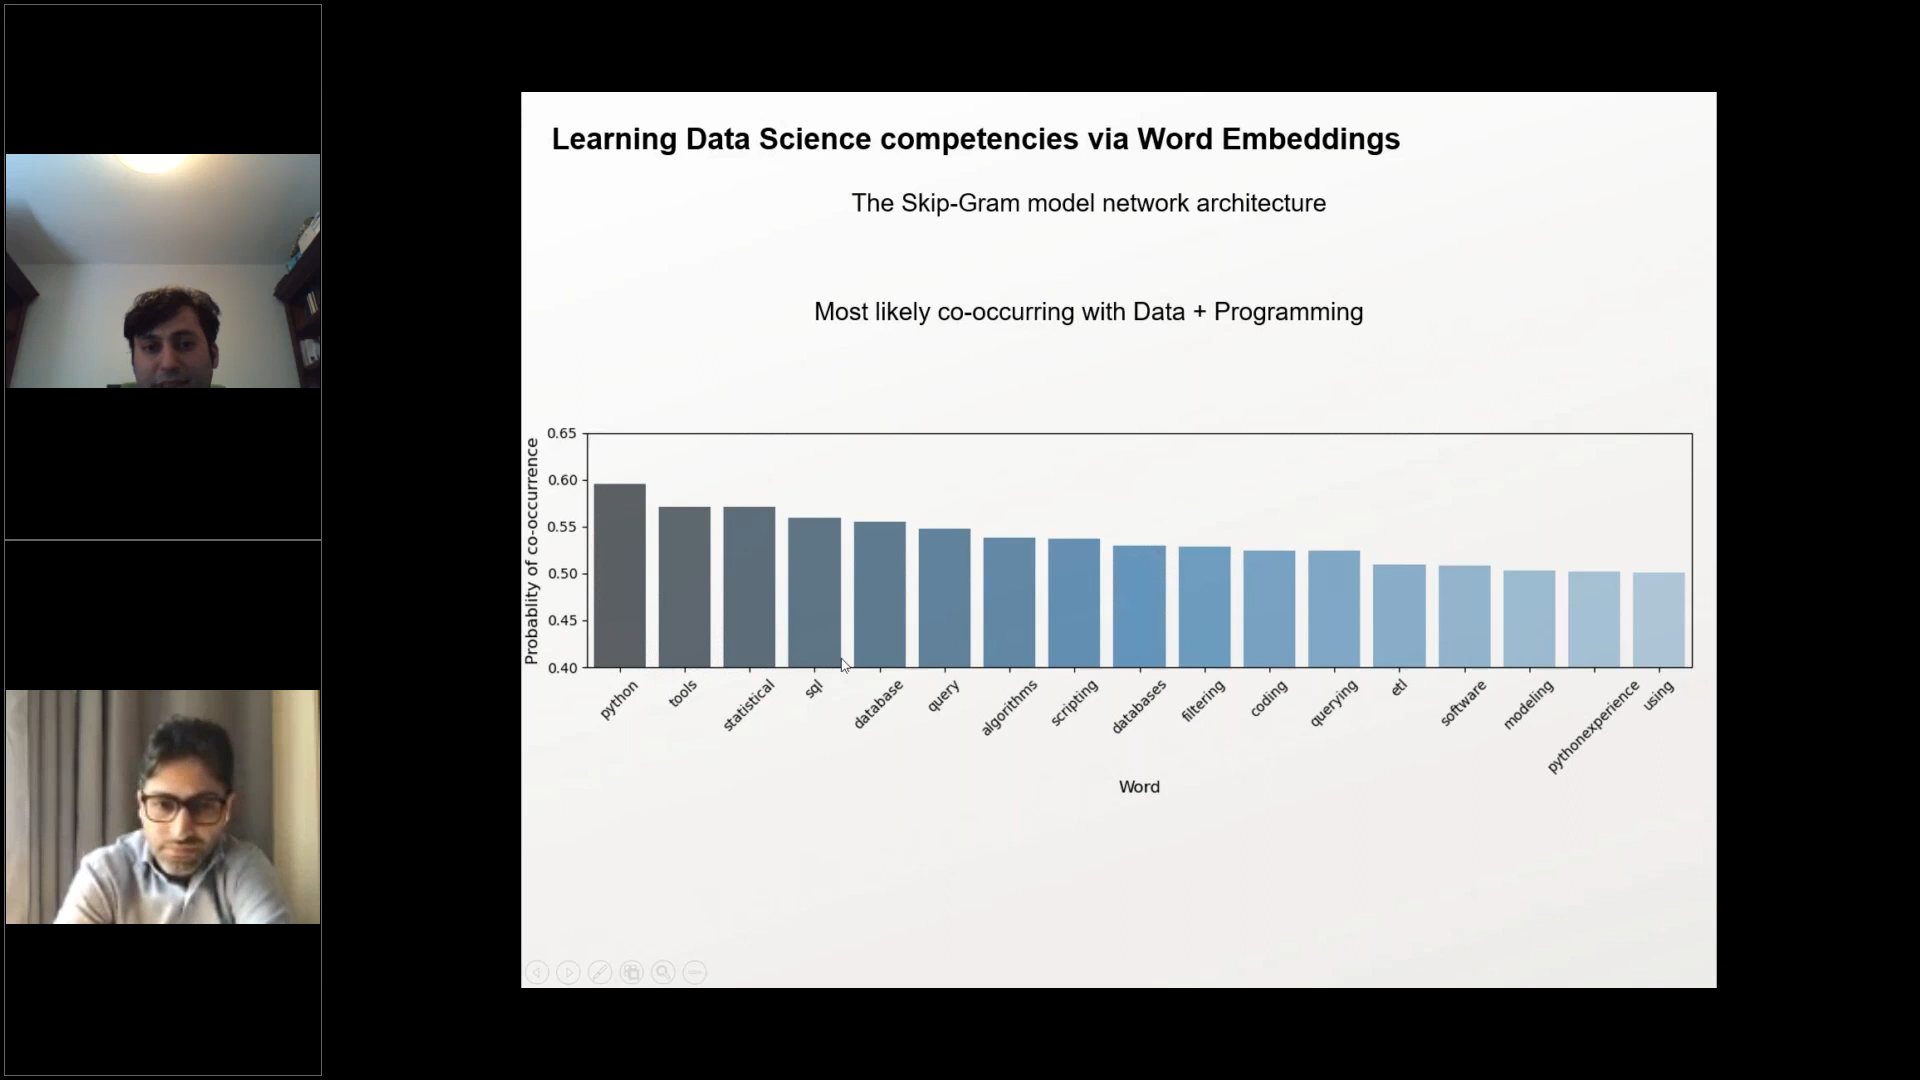 Learning Data Science competencies via Word Embeddings
The Skip-Gram model network architecture
Most likely co-occurring with Data + Programming
Probablity of co-occurrence
0.65
0.60
0.55
0.50
0.45
0.40
python
tools
statistical
sql
database
query
algorithms
scripting
databases
filtering
coding
querying
etl
software
modeling
pythonexperience
using
Word